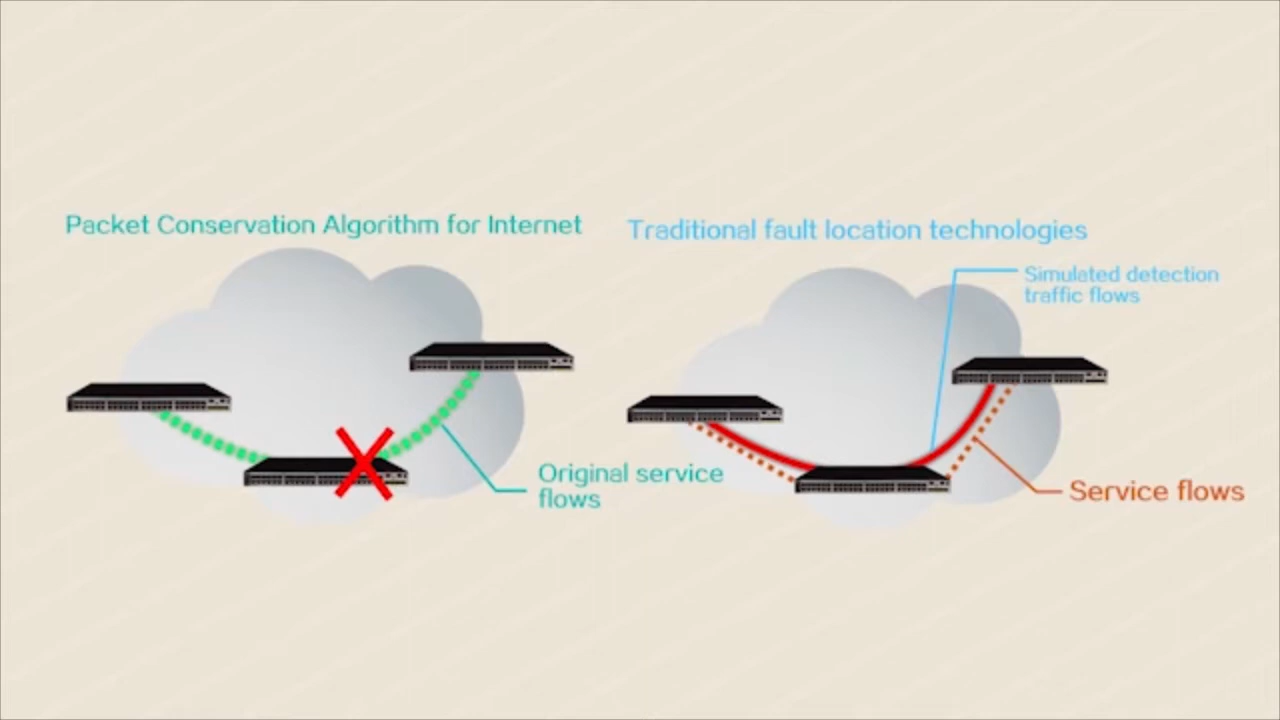 Packet Conservation Algorithm for Internet
Traditional fault location technologies
Simulated detection
traffic flows
Original service
flows
Service flows